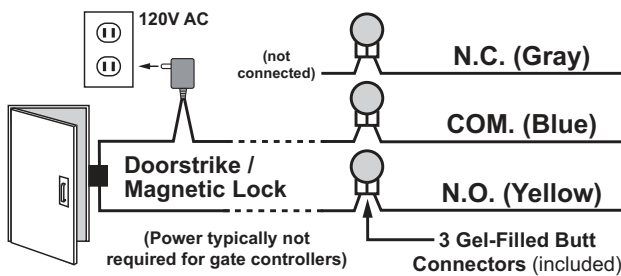 120V AC
(not
connected)
N.C. (Gray)
COM. (Blue)
Doorstrike /
Magnetic Lock
N.O. (Yellow)
(Power typically not
required for gate controllers)
3 Gel-Filled Butt
Connectors (included)